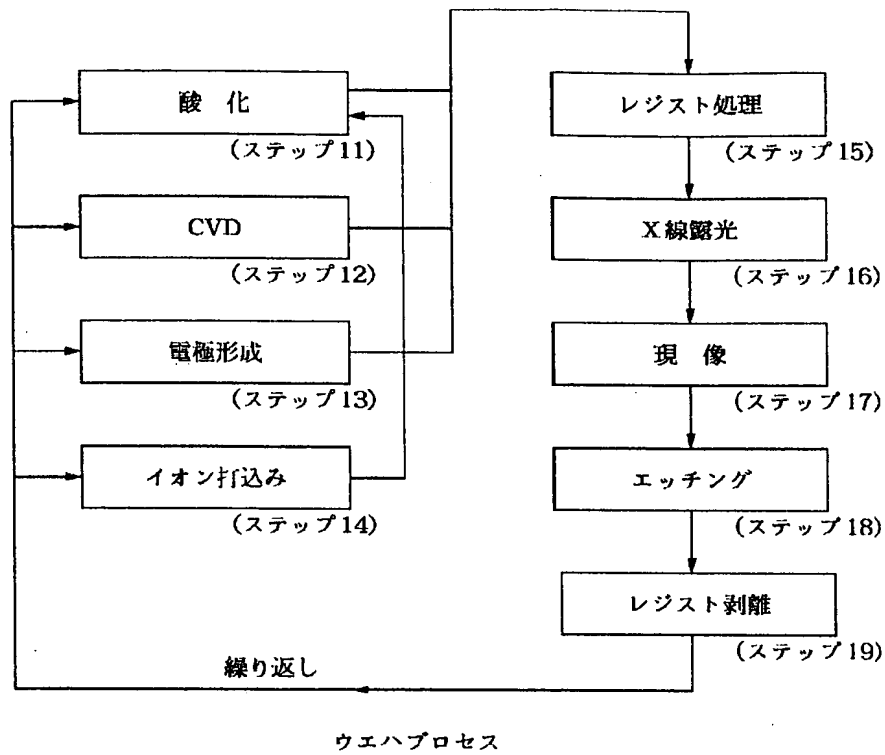 酸 化
(ステップ11)
CVD
(ステップ12)
電極形成
(ステップ13)
イオン打込み
(ステップ14)
レジスト処理
(ステップ15)
X線露光
(ステップ16)
現 像
(ステップ17)
エッチング
(ステップ18)
レジスト剥離
(ステップ19)
繰り返し
ウエハプロセス